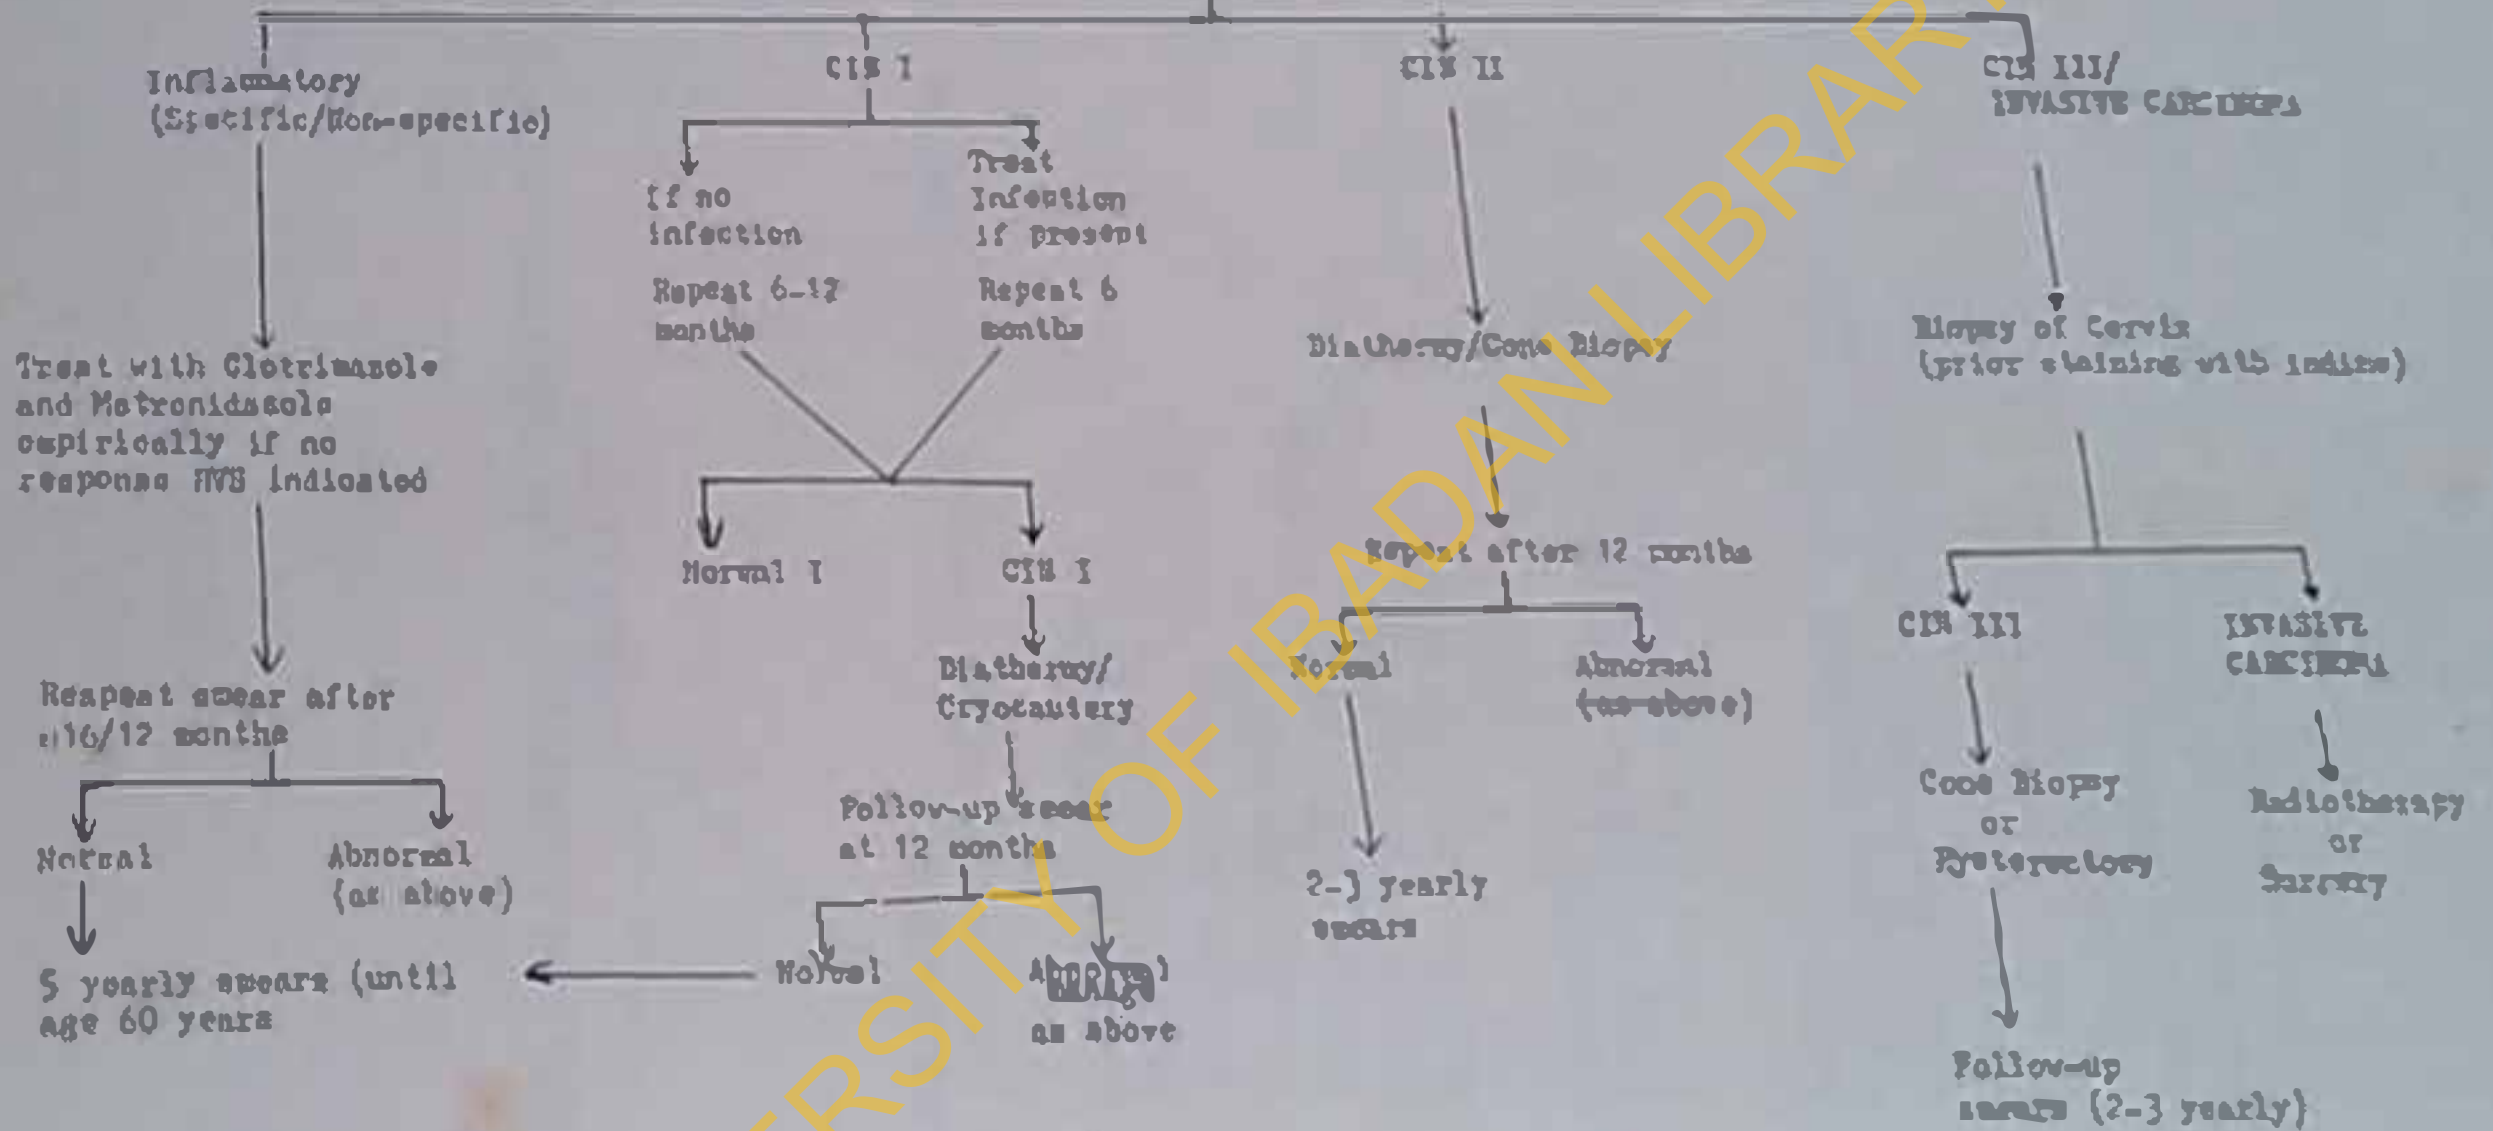 Inflammatory
(Specific/Non-specific)
Treat with Clotrimazole
and Metronidazole
empirically if no
response HVS indicated
Reapeat smear after
16/12 months
Normal
Abnormal
(as above)
5 yearly smears (until
age 60 years
CIN I
If no
infection
Repeat 6-12
months
Treat
Infection
if present
Repeat 6
months
Normal I
CIN I
Diathermy/
Cryocautery
Follow-up smear
at 12 months
Normal
Abnormal
as above
CIN II
Diathermy/Cone Biopsy
Repeat after 12 months
Normal
Abnormal
(as above)
2-3 yearly
smears
CIN III/
INVASIVE CARCINOMA
Biopsy of Cervix
(prior staining with iodine)
CIN III
Cone Biopsy
or
Follow-up
smears (2-3 yearly)
INVASIVE
CARCINOMA
Radiotherapy
or
Surgery
UNIVERSITY OF IBADAN LIBRARY